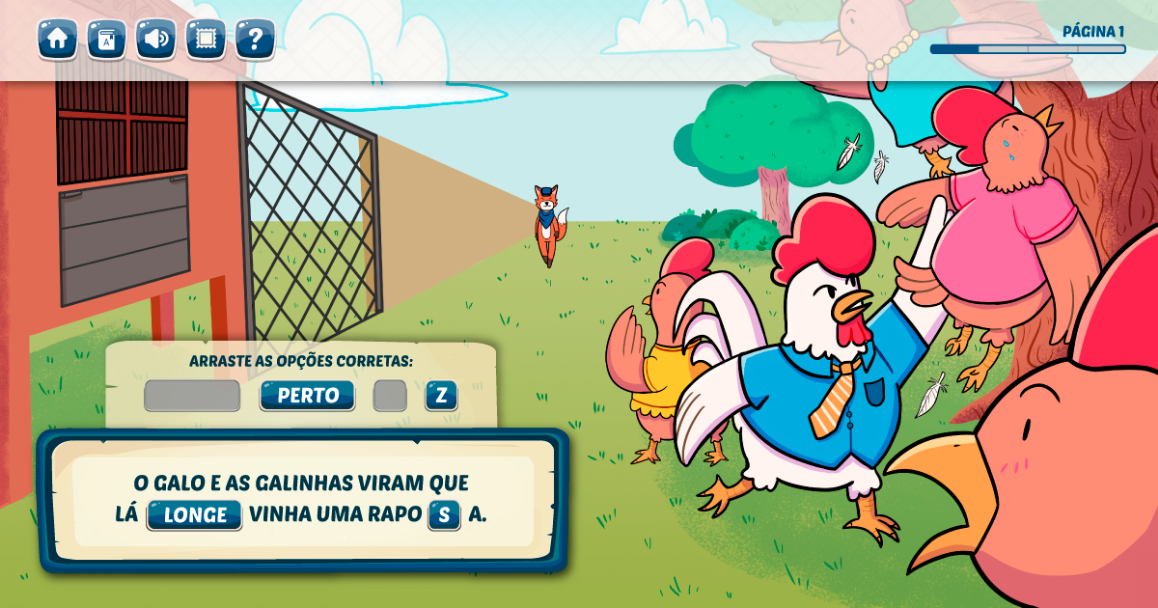 PÁGINA 1
ARRASTE AS OPÇÕES CORRETAS:
PERTO Z
O GALO E AS GALINHAS VIRAM QUE
LÁ LONGE VINHA UMA RAPO S A.